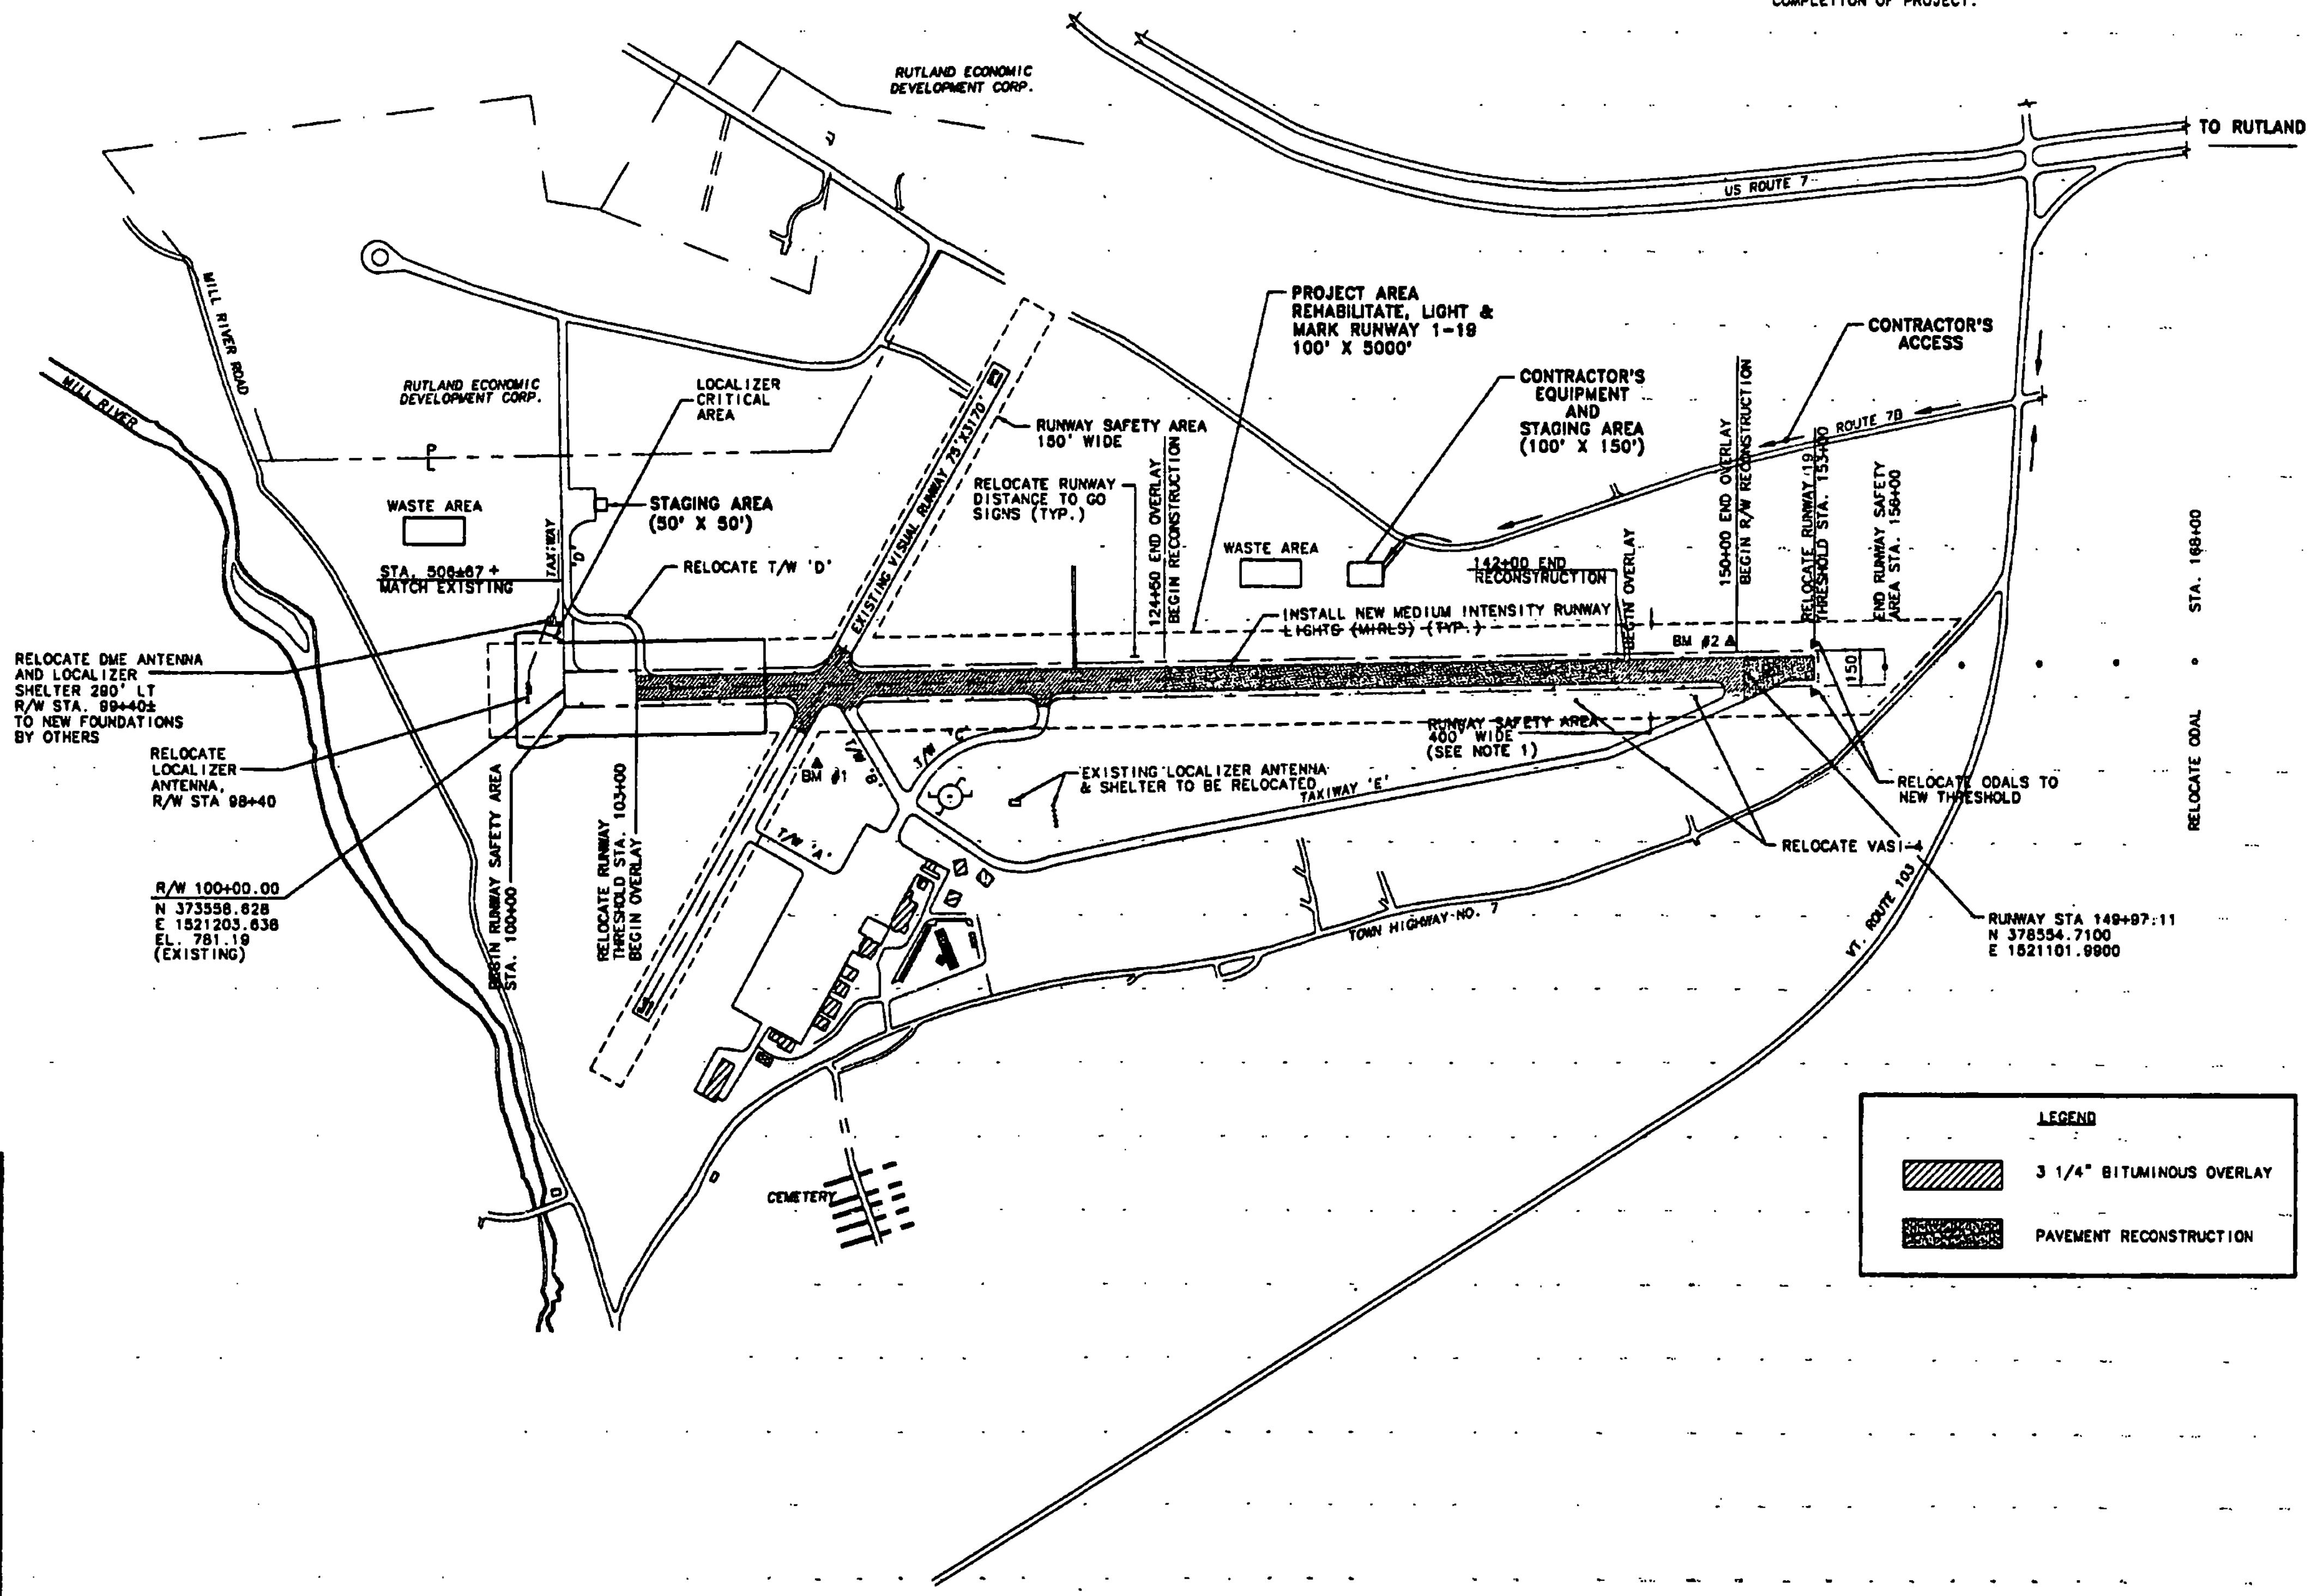 COMPLETION OF PROJECT.
RUTLAND ECONOMIC
DEVELOPMENT CORP.
TO RUTLAND
US ROUTE 7
MILL RIVER ROAD
MILL RIVER
PROJECT AREA
REHABILITATE, LIGHT &
MARK RUNWAY 1-19
100' X 5000'
CONTRACTOR'S
ACCESS
RUTLAND ECONOMIC
DEVELOPMENT CORP.
LOCALIZER
CRITICAL
AREA
CONTRACTOR'S
EQUIPMENT
AND
STAGING AREA
(100' X 150')
ROUTE 7B
RUNWAY SAFETY AREA
150' WIDE
EXISTING VISUAL RUNWAY 75'X3170'
RELOCATE RUNWAY
DISTANCE TO GO
SIGNS (TYP.)
124+50 END OVERLAY
BEGIN RECONSTRUCTION
150+00 END OVERLAY
BEGIN R/W RECONSTRUCTION
RELOCATE RUNWAY 19
THRESHOLD STA. 153+00
END RUNWAY SAFETY
AREA STA. 156+00
WASTE AREA
STAGING AREA
(50' X 50')
TAXIWAY
'D'
STA. 506+67 +
MATCH EXISTING
RELOCATE T/W 'D'
WASTE AREA
142+00 END
RECONSTRUCTION
BEGIN OVERLAY
INSTALL NEW MEDIUM INTENSITY RUNWAY
LIGHTS (MIRLS) (TYP.)
BM #2
150
STA. 168+00
RELOCATE ODAL
RELOCATE DME ANTENNA
AND LOCALIZER
SHELTER 280' LT
R/W STA. 99+40±
TO NEW FOUNDATIONS
BY OTHERS
RELOCATE
LOCALIZER
ANTENNA,
R/W STA 98+40
BEGIN RUNWAY SAFETY AREA
STA. 100+00
RELOCATE RUNWAY
THRESHOLD STA. 103+00
BEGIN OVERLAY
BM #1
T/W 'B'
T/W 'C'
T/W 'A'
RUNWAY SAFETY AREA
400' WIDE
(SEE NOTE 1)
EXISTING LOCALIZER ANTENNA
& SHELTER TO BE RELOCATED
TAXIWAY 'E'
RELOCATE ODALS TO
NEW THRESHOLD
RELOCATE VASI-4
R/W 100+00.00
N 373558.628
E 1521203.638
EL. 781.19
(EXISTING)
TOWN HIGHWAY NO. 7
VT. ROUTE 103
RUNWAY STA 149+97.11
N 378554.7100
E 1521101.9900
CEMETERY
LEGEND
3 1/4" BITUMINOUS OVERLAY
PAVEMENT RECONSTRUCTION